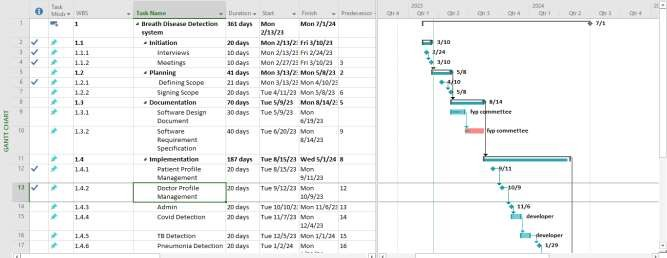 2023 2024
Task Mode WBS Task Name Duration Start Finish Predecessor Qtr 4 Qtr 1 Qtr 2 Qtr 3 Qtr 4 Qtr 1 Qtr 2 Qtr 3 Qtr 4
1 1 Breath Disease Detection system 361 days Mon 2/13/23 Mon 7/1/24 7/1
2 1.1 Initiation 20 days Mon 2/13/23 Fri 3/10/23 3/10
3 1.1.1 Interviews 10 days Mon 2/13/23 Fri 2/24/23 2/24
4 1.1.2 Meetings 10 days Mon 2/27/23 Fri 3/10/23 3 3/10
5 1.2 Planning 41 days Mon 3/13/23 Mon 5/8/23 2 5/8
6 1.2.1 Defining Scope 21 days Mon 3/13/23 Mon 4/10/23 4/10
7 1.2.2 Signing Scope 20 days Tue 4/11/23 Mon 5/8/23 6 5/8
8 1.3 Documentation 70 days Tue 5/9/23 Mon 8/14/23 5 8/14
9 1.3.1 Software Design Document 30 days Tue 5/9/23 Mon 6/19/23 fyp commettee
10 1.3.2 Software Requirement Specification 40 days Tue 6/20/23 Mon 8/14/23 9 fyp commettee
11 1.4 Implementation 187 days Tue 8/15/23 Wed 5/1/24 8
12 1.4.1 Patient Profile Management 20 days Tue 8/15/23 Mon 9/11/23 9/11
13 1.4.2 Doctor Profile Management 20 days Tue 9/12/23 Mon 10/9/23 12 10/9
14 1.4.3 Admin 20 days Tue 10/10/2 Mon 11/6/23 13 11/6
15 1.4.4 Covid Detection 20 days Tue 11/7/23 Mon 12/4/23 14 developer
16 1.4.5 TB Detection 20 days Tue 12/5/23 Mon 1/1/24 15 developer
17 1.4.6 Pneumonia Detection 20 days Tue 1/2/24 Mon 16 1/29
GANTT CHART